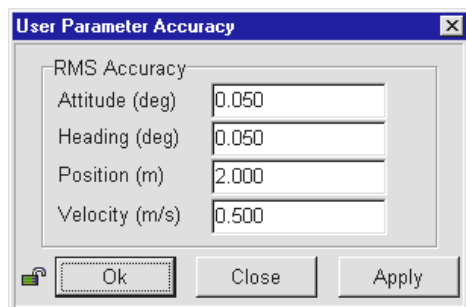 User Parameter Accuracy
RMS Accuracy
Attitude (deg) 0.050
Heading (deg) 0.050
Position (m) 2.000
Velocity (m/s) 0.500
Ok Close Apply